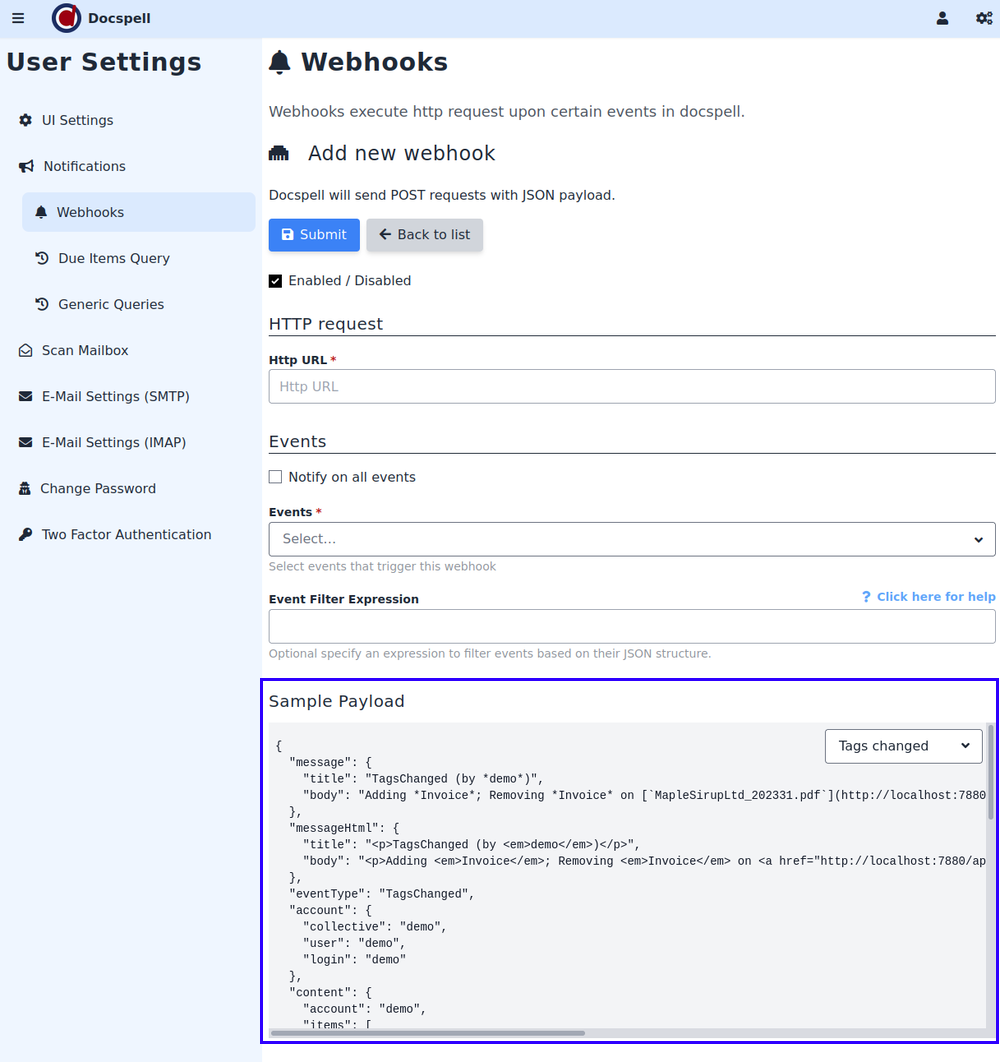 Docspell
User Settings
UI Settings
Notifications
Webhooks
Due Items Query
Generic Queries
Scan Mailbox
E-Mail Settings (SMTP)
E-Mail Settings (IMAP)
Change Password
Two Factor Authentication
Webhooks
Webhooks execute http request upon certain events in docspell.
Add new webhook
Docspell will send POST requests with JSON payload.
Submit
Back to list
Enabled / Disabled
HTTP request
Http URL *
Http URL
Events
Notify on all events
Events *
Select...
Select events that trigger this webhook
Event Filter Expression
? Click here for help
Optional specify an expression to filter events based on their JSON structure.
Sample Payload
Tags changed
{
  "message": {
    "title": "TagsChanged (by *demo*)",
    "body": "Adding *Invoice*; Removing *Invoice* on [`MapleSirupLtd_202331.pdf`](http://localhost:7880
  },
  "messageHtml": {
    "title": "<p>TagsChanged (by <em>demo</em>)</p>",
    "body": "<p>Adding <em>Invoice</em>; Removing <em>Invoice</em> on <a href="http://localhost:7880/ap
  },
  "eventType": "TagsChanged",
  "account": {
    "collective": "demo",
    "user": "demo",
    "login": "demo"
  },
  "content": {
    "account": "demo",
    "items": [